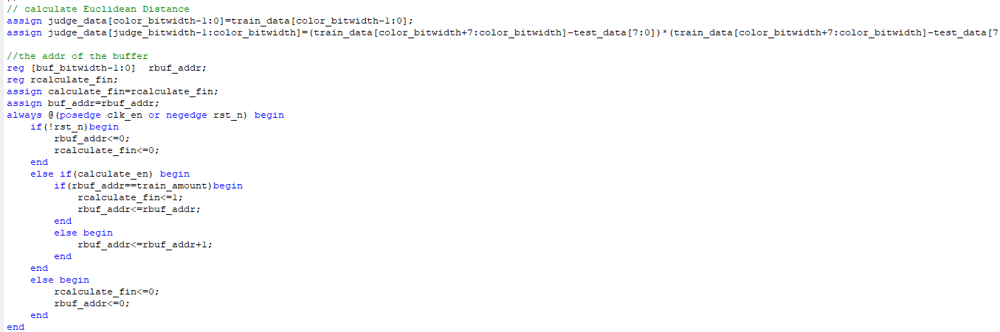 // calculate Euclidean Distance
assign judge_data[color_bitwidth-1:0]=train_data[color_bitwidth-1:0];
assign judge_data[judge_bitwidth-1:color_bitwidth]=(train_data[color_bitwidth+7:color_bitwidth]-test_data[7:0])*(train_data[color_bitwidth+7:color_bitwidth]-test_data[7
//the addr of the buffer
reg [buf_bitwidth-1:0]  rbuf_addr;
reg rcalculate_fin;
assign calculate_fin=rcalculate_fin;
assign buf_addr=rbuf_addr;
always @(posedge clk_en or negedge rst_n) begin
    if(!rst_n)begin
        rbuf_addr<=0;
        rcalculate_fin<=0;
    end
    else if(calculate_en) begin
        if(rbuf_addr==train_amount)begin
            rcalculate_fin<=1;
            rbuf_addr<=rbuf_addr;
        end
        else begin
            rbuf_addr<=rbuf_addr+1;
        end
    end
    else begin
        rcalculate_fin<=0;
        rbuf_addr<=0;
    end
end